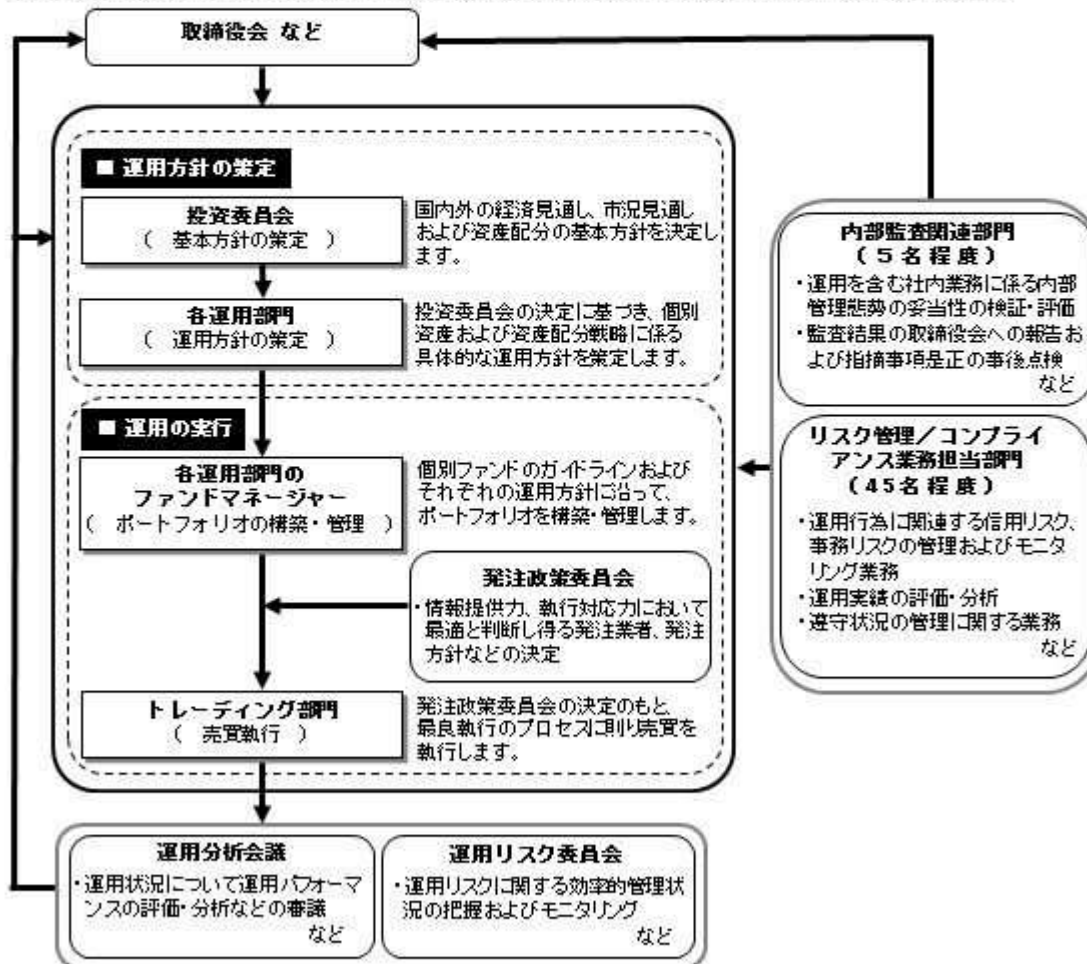 取締役会 など
■ 運用方針の策定
投資委員会
( 基本方針の策定 )
国内外の経済見通し、市況見通し
および資産配分の基本方針を決定し
ます。
各運用部門
( 運用方針の策定 )
投資委員会の決定に基づき、個別
資産および資産配分戦略に係る
具体的な運用方針を策定します。
■ 運用の実行
各運用部門の
ファンドマネージャー
( ポートフォリオの構築・管理 )
個別ファンドのガイドラインおよび
それぞれの運用方針に沿って、
ポートフォリオを構築・管理します。
発注政策委員会
・情報提供力、執行対応力において
最適と判断し得る発注業者、発注
方針などの決定
トレーディング部門
( 売買執行 )
発注政策委員会の決定のもと
最良執行のプロセスに則り売買を
執行します。
内部監査関連部門
(5名程度)
・運用を含む社内業務に係る内部
管理態勢の妥当性の検証・評価
・監査結果の取締役会への報告お
よび指摘事項是正の事後点検
など
リスク管理/コンプライ
アンス業務担当部門
(45名程度)
・運用行為に関連する信用リスク、
事務リスクの管理およびモニタ
リング業務
・運用実績の評価・分析
・遵守状況の管理に関する業務
など
運用分析会議
・運用状況について運用パフォーマ
ンスの評価・分析などの審議
など
運用リスク委員会
・運用リスクに関する効率的管理状
況の把握およびモニタリング
など